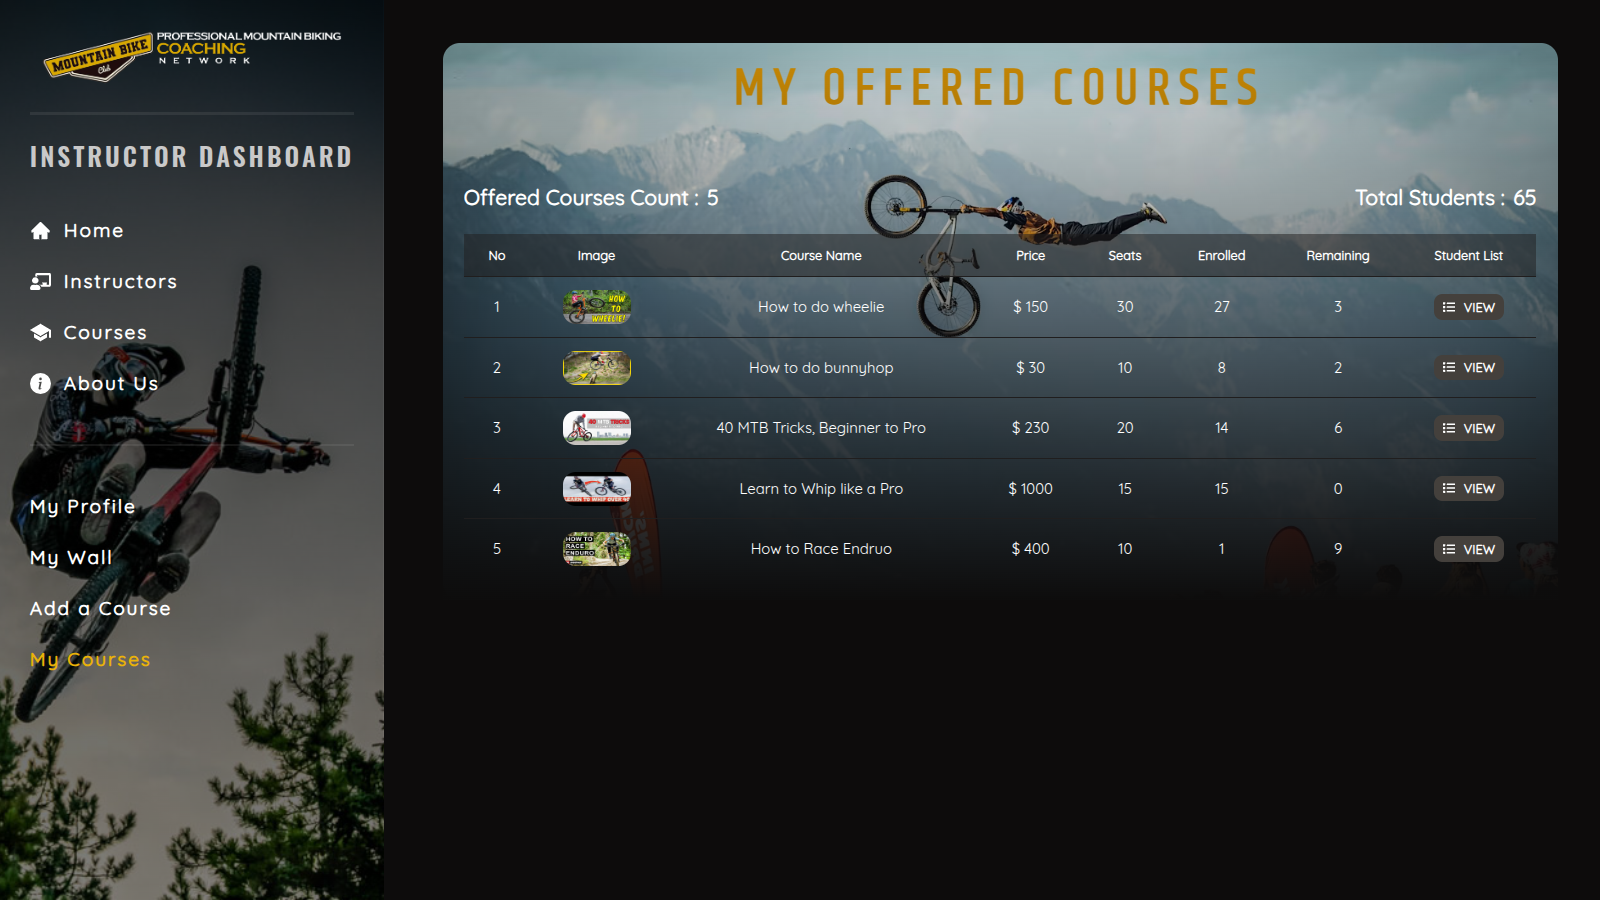 MOUNTAIN BIKE
Club
PROFESSIONAL MOUNTAIN BIKING
COACHING
NETWORK
INSTRUCTOR DASHBOARD
Home
Instructors
Courses
About Us
My Profile
My Wall
Add a Course
My Courses
MY OFFERED COURSES
Offered Courses Count : 5
Total Students : 65
No Image Course Name Price Seats Enrolled Remaining Student List
1 HOW TO WHEELIE! How to do wheelie $ 150 30 27 3 VIEW
2 How to do bunnyhop $ 30 10 8 2 VIEW
3 40 MTB TRICKS 40 MTB Tricks, Beginner to Pro $ 230 20 14 6 VIEW
4 Learn to Whip like a Pro $ 1000 15 15 0 VIEW
5 HOW TO RACE ENDURO How to Race Endruo $ 400 10 1 9 VIEW